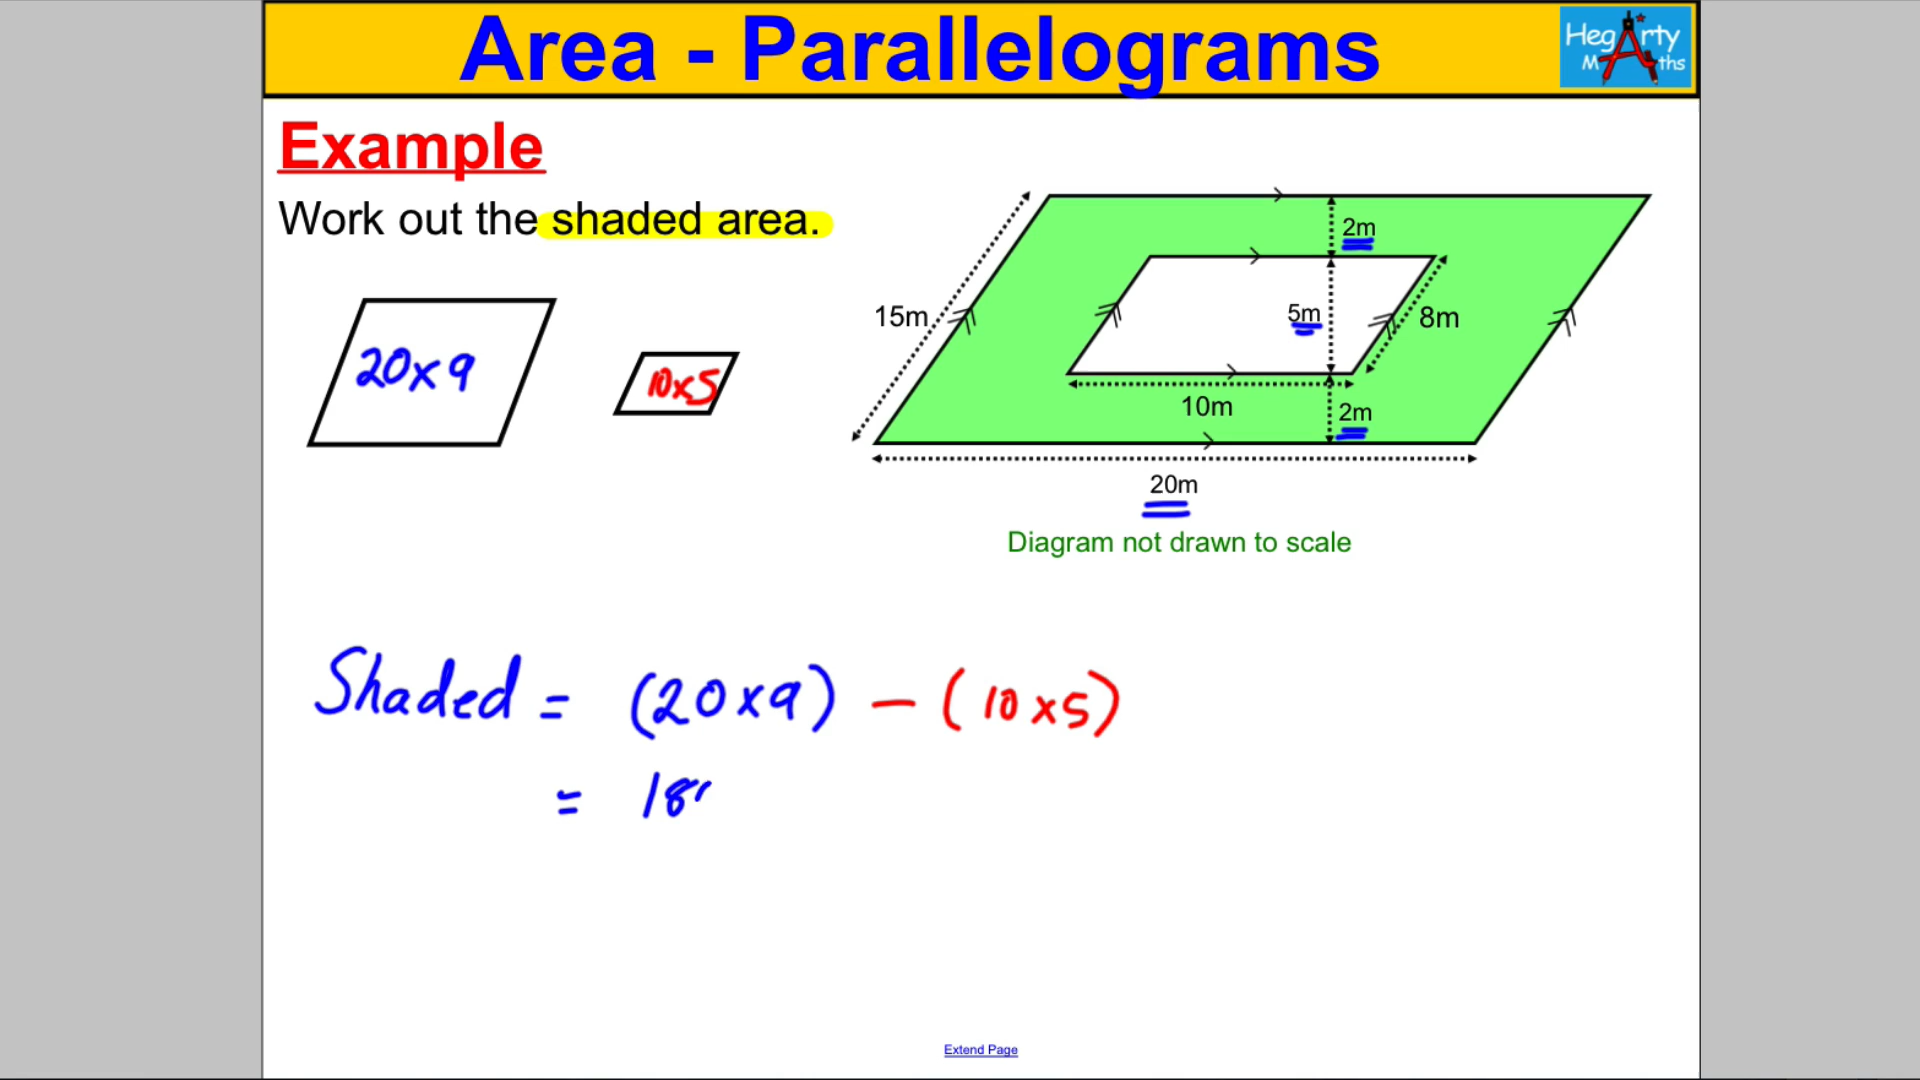 Area - Parallelograms
HegArty
Maths
Example
Work out the shaded area.
2m
5m
15m
8m
20x9
10x5
10m
2m
20m
Diagram not drawn to scale
Shaded = (20x9) - (10x5)
= 18
Extend Page